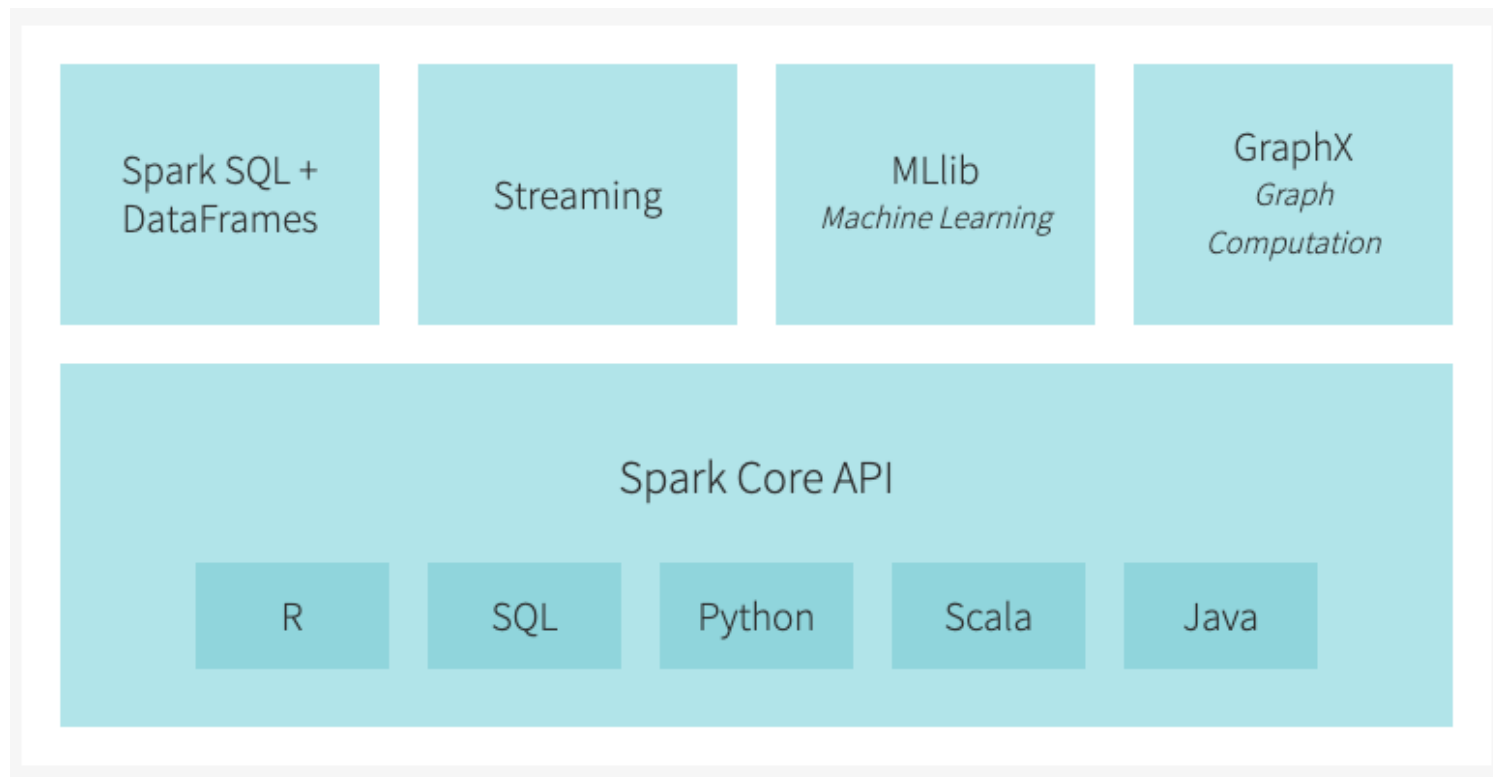 Spark SQL +
DataFrames
Streaming
MLlib
Machine Learning
GraphX
Graph
Computation
Spark Core API
R
SQL
Python
Scala
Java